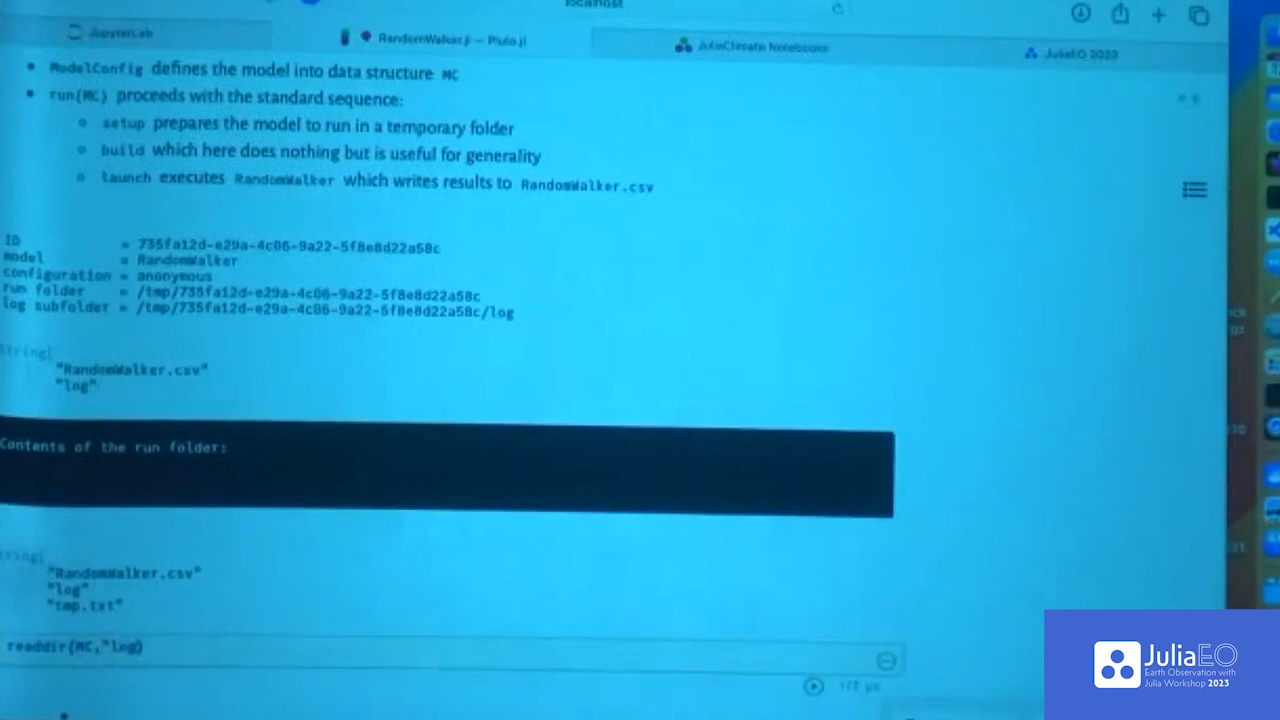 localhost
JupyterLab
RandomWalker.jl — Pluto.jl
JuliaClimate Notebooks
JuliaEO 2023
• ModelConfig defines the model into data structure MC
• run(MC) proceeds with the standard sequence:
◦ setup prepares the model to run in a temporary folder
◦ build which here does nothing but is useful for generality
◦ launch executes RandomWalker which writes results to RandomWalker.csv
ID = 735fa12d-e29a-4c06-9a22-5f8e8d22a58c
model = RandomWalker
configuration = anonymous
run folder = /tmp/735fa12d-e29a-4c06-9a22-5f8e8d22a58c
log subfolder = /tmp/735fa12d-e29a-4c06-9a22-5f8e8d22a58c/log
tring[
"RandomWalker.csv"
"log"
Contents of the run folder:
tring[
"RandomWalker.csv"
"log"
"tmp.txt"
readdir(MC,"log)
JuliaEO
Earth Observation with
Julia Workshop 2023